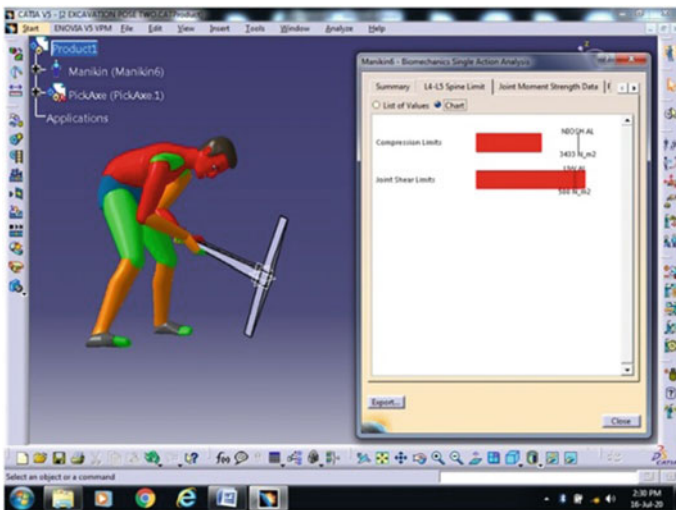 CATIA V5 - [J2 EXCAVATION POSE TWO.CATProduct]
Start ENOVIA V5 VPM File Edit View Insert Tools Window Analyze Help
Product1
Manikin (Manikin6)
PickAxe (PickAxe.1)
Applications
Manikin6 - Biomechanics Single Action Analysis
Summary L4-L5 Spine Limit Joint Moment Strength Data
List of Values Chart
NIOSH AL
Compression Limits
3433 N_m2
Joint Shear Limits
500 N_m2
Export...
Close
Select an object or a command
2:30 PM
16-Jul-20